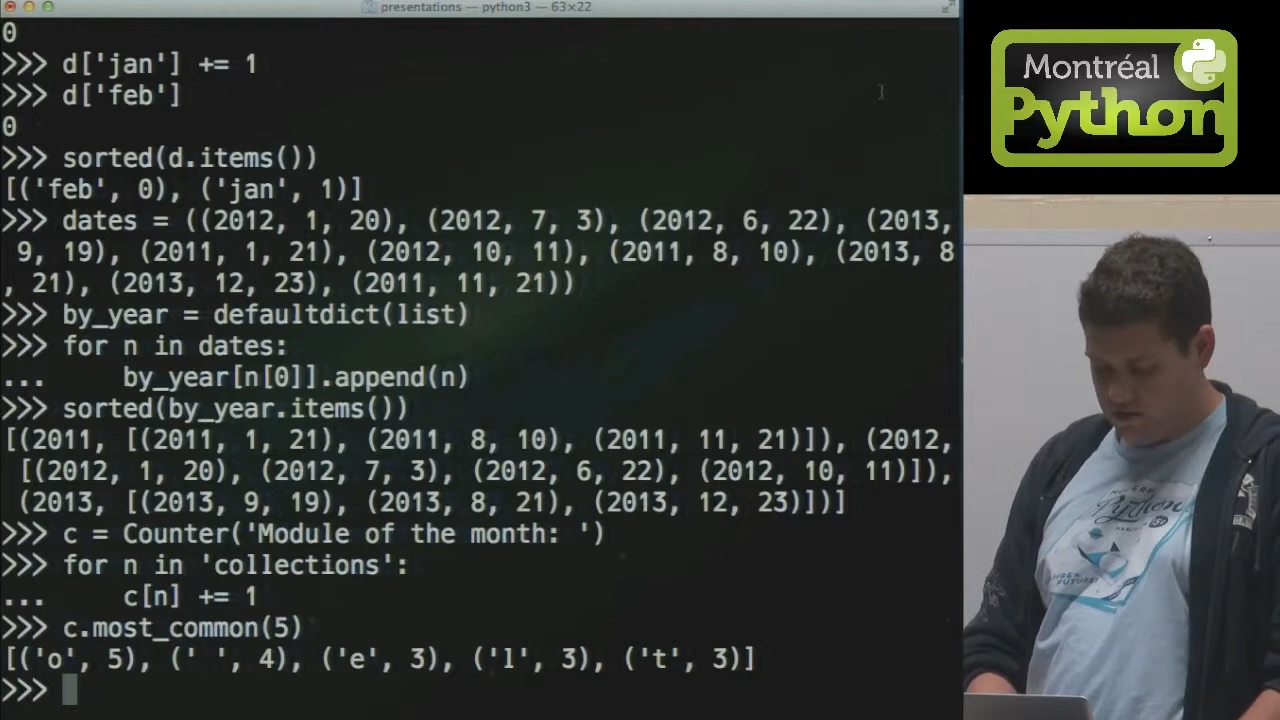 presentations — python3 — 63×22
0
>>> d['jan'] += 1
>>> d['feb']
0
>>> sorted(d.items())
[('feb', 0), ('jan', 1)]
>>> dates = ((2012, 1, 20), (2012, 7, 3), (2012, 6, 22), (2013,
 9, 19), (2011, 1, 21), (2012, 10, 11), (2011, 8, 10), (2013, 8
, 21), (2013, 12, 23), (2011, 11, 21))
>>> by_year = defaultdict(list)
>>> for n in dates:
...     by_year[n[0]].append(n)
>>> sorted(by_year.items())
[(2011, [(2011, 1, 21), (2011, 8, 10), (2011, 11, 21)]), (2012,
 [(2012, 1, 20), (2012, 7, 3), (2012, 6, 22), (2012, 10, 11)]),
 (2013, [(2013, 9, 19), (2013, 8, 21), (2013, 12, 23)])]
>>> c = Counter('Module of the month: ')
>>> for n in 'collections':
...     c[n] += 1
>>> c.most_common(5)
[('o', 5), (' ', 4), ('e', 3), ('l', 3), ('t', 3)]
>>>
Montréal
Python
Python